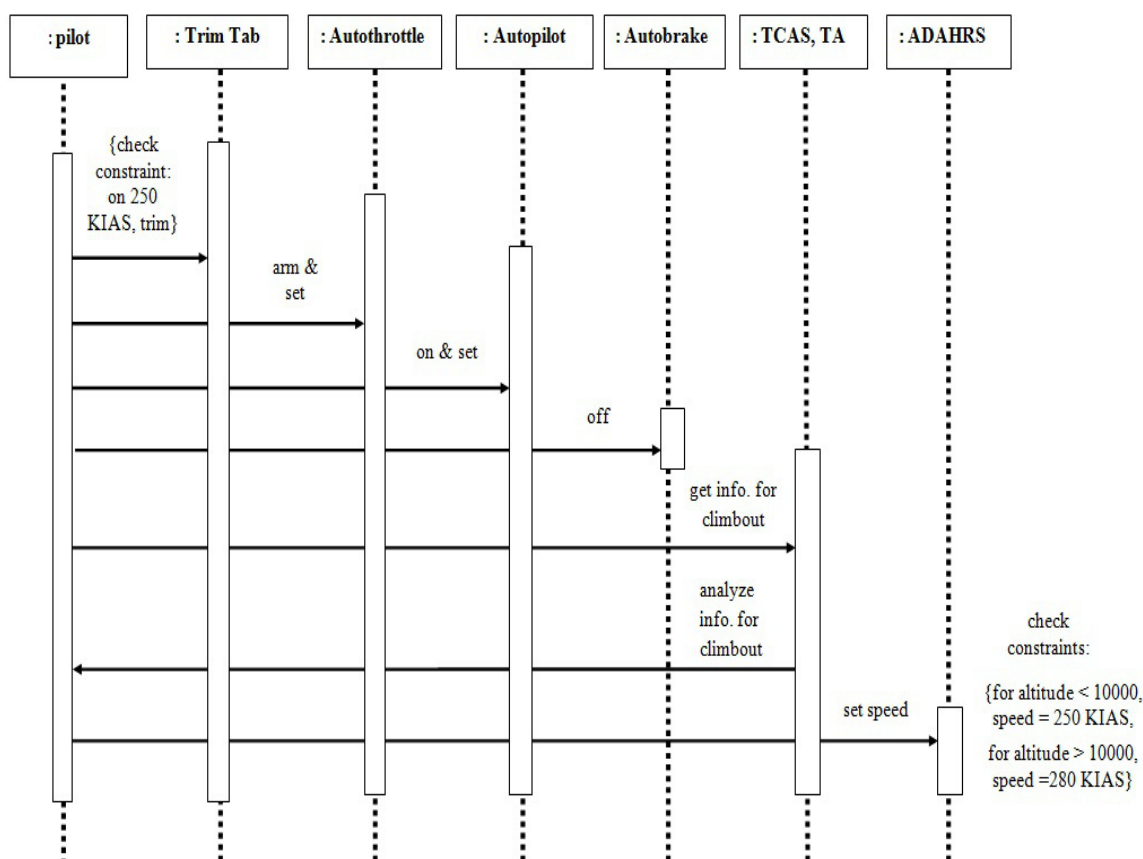 : pilot
: Trim Tab
: Autothrottle
: Autopilot
: Autobrake
: TCAS, TA
: ADAHRS
{check
constraint:
on 250
KIAS, trim}
arm &
set
on & set
off
get info. for
climbout
analyze
info. for
climbout
set speed
check
constraints:
{for altitude < 10000,
speed = 250 KIAS,
for altitude > 10000,
speed =280 KIAS}